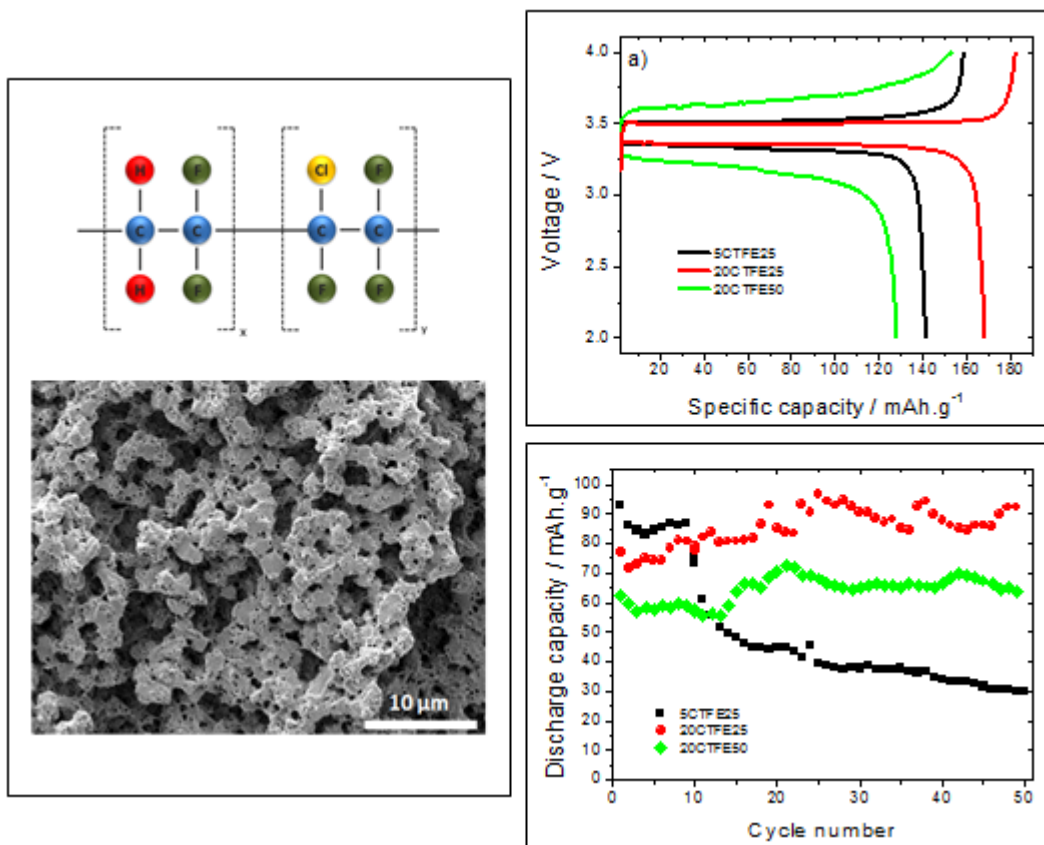 H F Cl F
C C C C
H F F F
x y
10 µm
a)
4.0
3.5
3.0
2.5
2.0
Voltage / V
5CTFE25
20CTFE25
20CTFE50
20 40 60 80 100 120 140 160 180
Specific capacity / mAh.g⁻¹
100
90
80
70
60
50
40
30
20
10
0
Discharge capacity / mAh.g⁻¹
5CTFE25
20CTFE25
20CTFE50
0 10 20 30 40 50
Cycle number